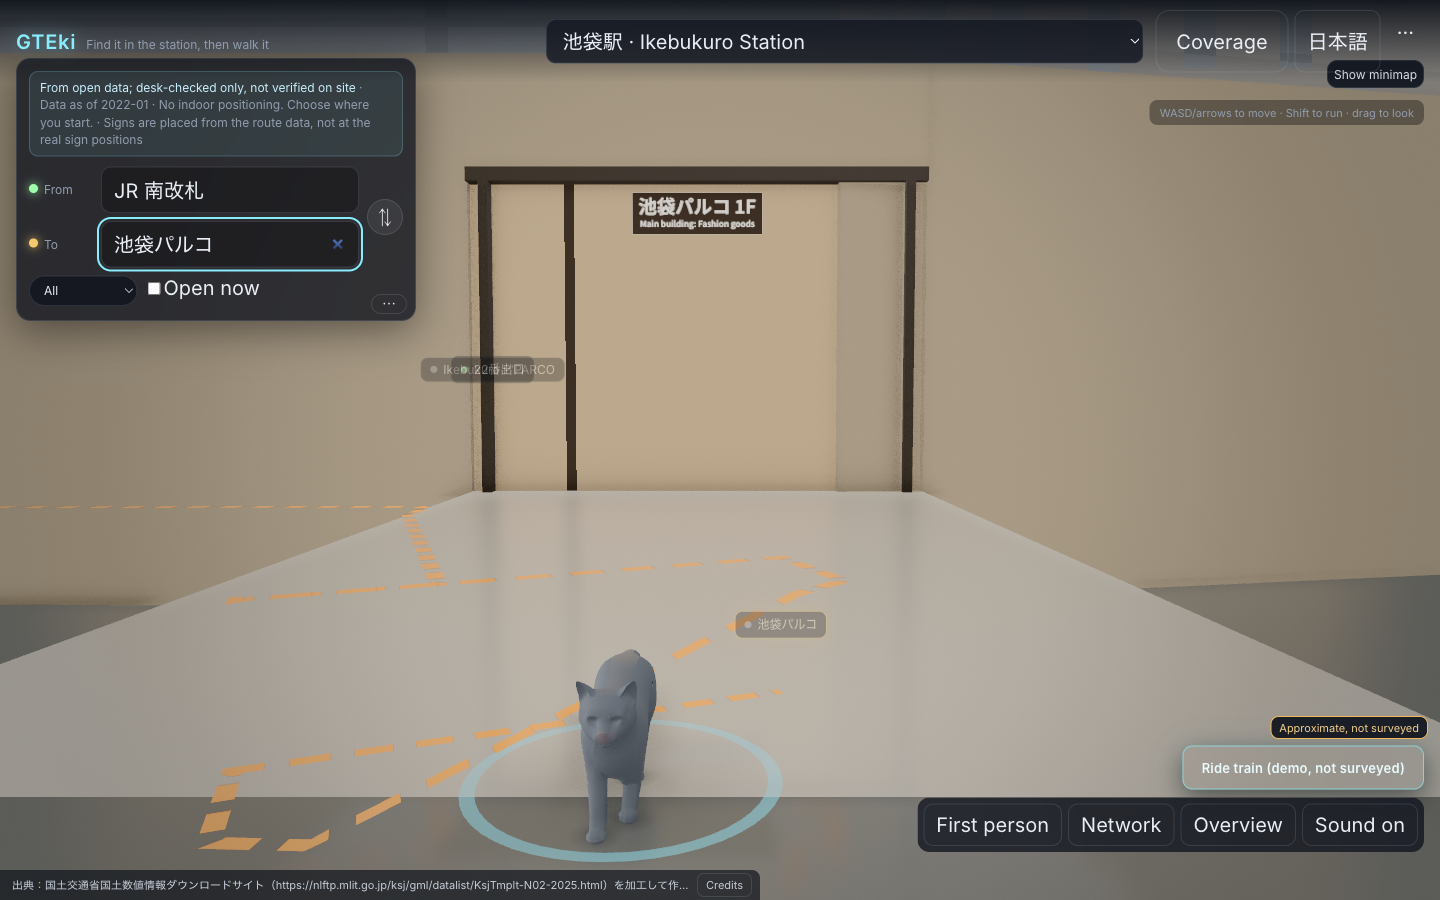 GTEki Find it in the station, then walk it
池袋駅 · Ikebukuro Station
Coverage
日本語
...
Show minimap
WASD/arrows to move · Shift to run · drag to look
From open data; desk-checked only, not verified on site ·
Data as of 2022-01 · No indoor positioning. Choose where
you start. · Signs are placed from the route data, not at the
real sign positions
From
JR 南改札
To
池袋パルコ
All
Open now
...
池袋パルコ 1F
Main building: Fashion goods
22番出口
池袋パルコ
Approximate, not surveyed
Ride train (demo, not surveyed)
First person
Network
Overview
Sound on
出典：国土交通省国土数値情報ダウンロードサイト（https://nlftp.mlit.go.jp/ksj/gml/datalist/KsjTmplt-N02-2025.html）を加工して作...
Credits